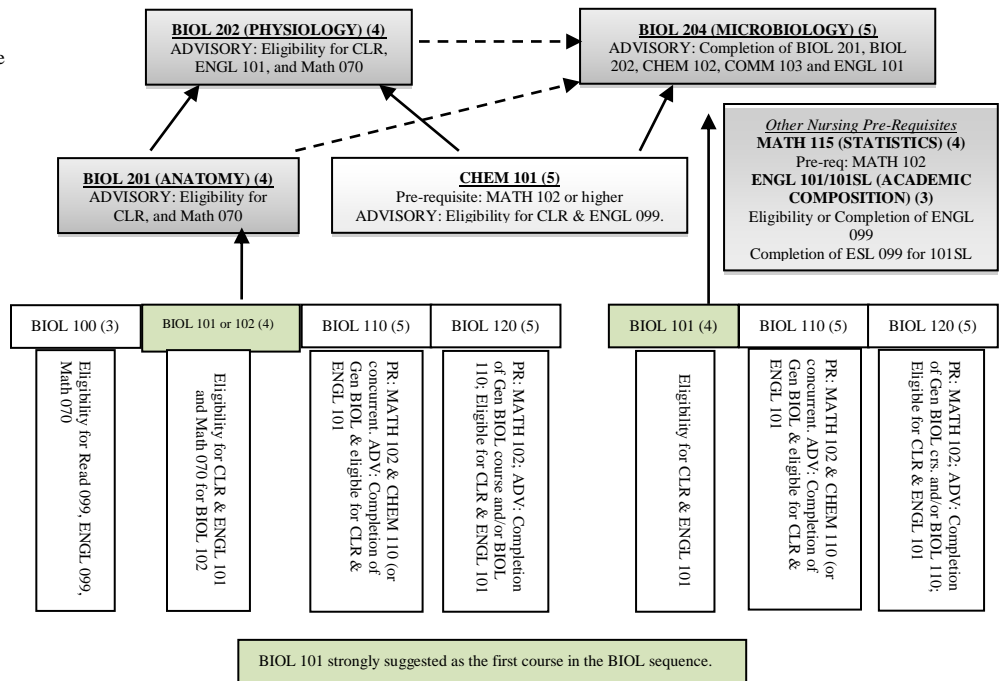 e
BIOL 202 (PHYSIOLOGY) (4)
ADVISORY: Eligibility for CLR,
ENGL 101, and Math 070
BIOL 204 (MICROBIOLOGY) (5)
ADVISORY: Completion of BIOL 201, BIOL
202, CHEM 102, COMM 103 and ENGL 101
BIOL 201 (ANATOMY) (4)
ADVISORY: Eligibility for
CLR, and Math 070
CHEM 101 (5)
Pre-requisite: MATH 102 or higher
ADVISORY: Eligibility for CLR & ENGL 099.
Other Nursing Pre-Requisites
MATH 115 (STATISTICS) (4)
Pre-req: MATH 102
ENGL 101/101SL (ACADEMIC
COMPOSITION) (3)
Eligibility or Completion of ENGL
099
Completion of ESL 099 for 101SL
BIOL 100 (3)
BIOL 101 or 102 (4)
BIOL 110 (5)
BIOL 120 (5)
BIOL 101 (4)
BIOL 110 (5)
BIOL 120 (5)
Eligibility for Read 099, ENGL 099,
Math 070
Eligibility for CLR & ENGL 101
and Math 070 for BIOL 102
PR: MATH 102 & CHEM 110 (or
concurrent. ADV: Completion of
Gen BIOL & eligible for CLR &
ENGL 101
PR: MATH 102; ADV: Completion
of Gen BIOL course and/or BIOL
110; Eligible for CLR & ENGL 101
Eligibility for CLR & ENGL 101
PR: MATH 102 & CHEM 110 (or
concurrent. ADV: Completion of
Gen BIOL & eligible for CLR &
ENGL 101
PR: MATH 102; ADV: Completion
of Gen BIOL crs. and/or BIOL 110;
Eligible for CLR & ENGL 101
BIOL 101 strongly suggested as the first course in the BIOL sequence.